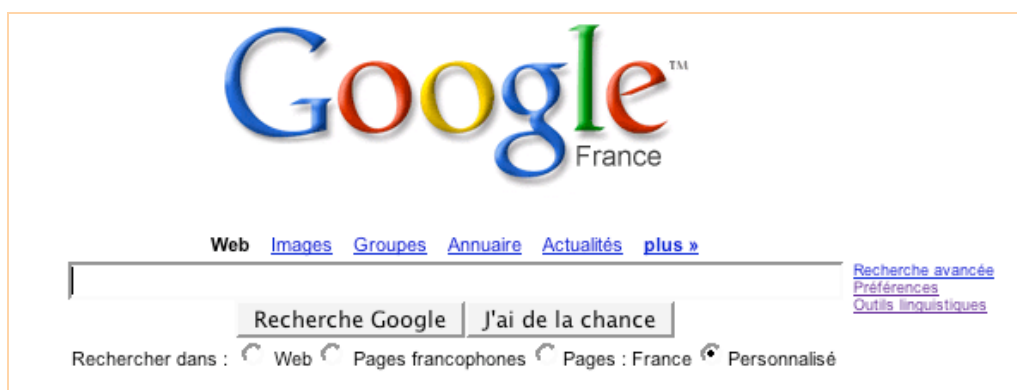 Google™
France
Web Images Groupes Annuaire Actualités plus »
Recherche avancée
Préférences
Outils linguistiques
Recherche Google J'ai de la chance
Rechercher dans : Web Pages francophones Pages : France Personnalisé